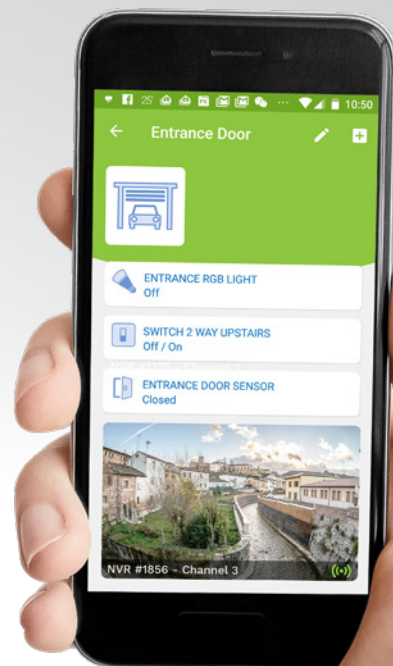 25°
10:50
Entrance Door
ENTRANCE RGB LIGHT
Off
SWITCH 2 WAY UPSTAIRS
Off / On
ENTRANCE DOOR SENSOR
Closed
NVR #1856 - Channel 3